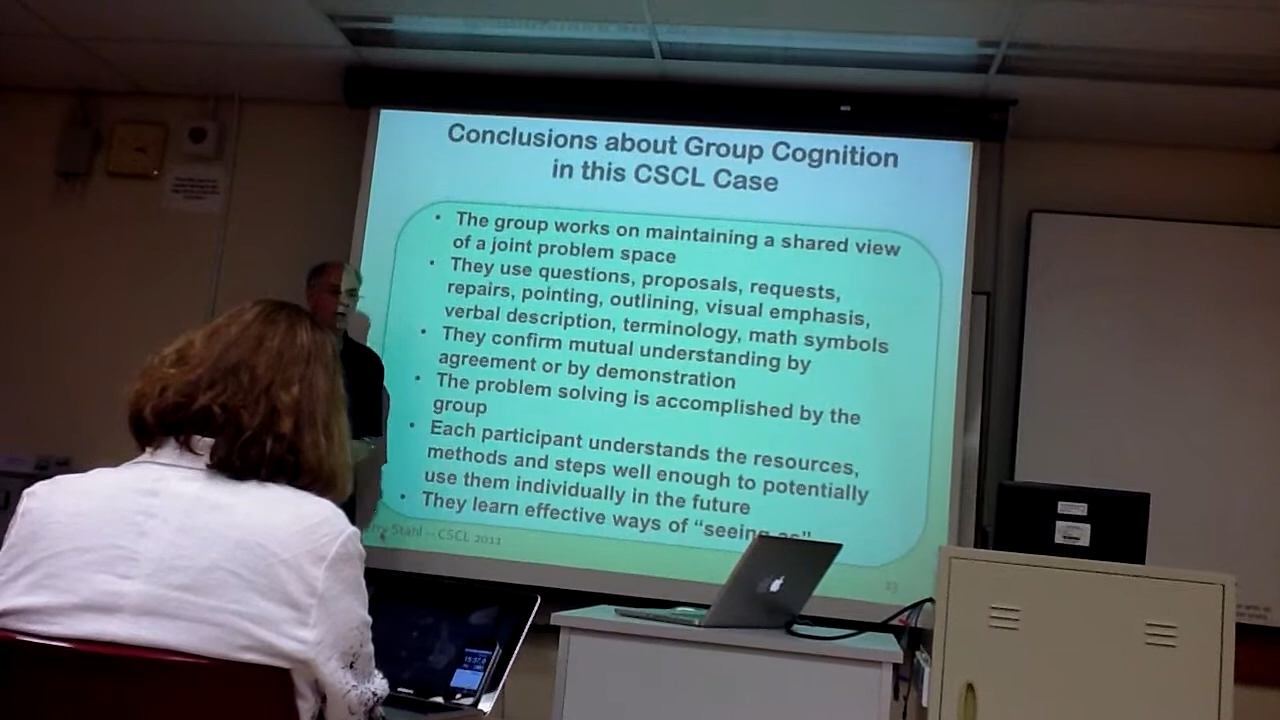 Conclusions about Group Cognition
in this CSCL Case
• The group works on maintaining a shared view
of a joint problem space
• They use questions, proposals, requests,
repairs, pointing, outlining, visual emphasis,
verbal description, terminology, math symbols
• They confirm mutual understanding by
agreement or by demonstration
• The problem solving is accomplished by the
group
• Each participant understands the resources,
methods and steps well enough to potentially
use them individually in the future
• They learn effective ways of “seeing as”
Stahl -- CSCL 2011
23